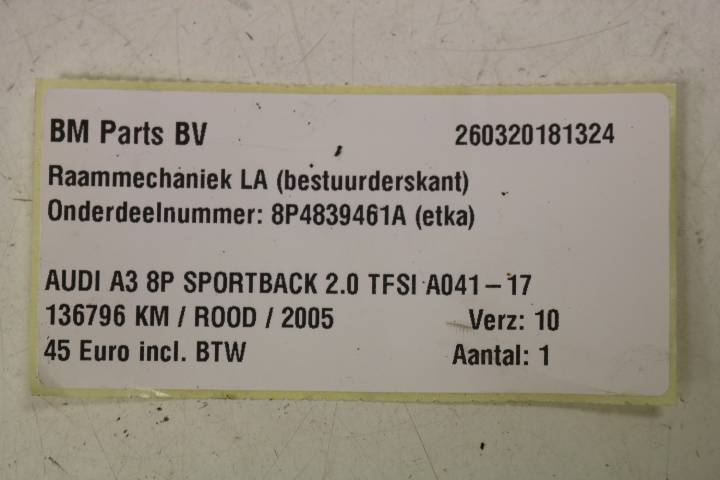 BM Parts BV 260320181324
Raammechaniek LA (bestuurderskant)
Onderdeelnummer: 8P4839461A (etka)
AUDI A3 8P SPORTBACK 2.0 TFSI A041-17
136796 KM / ROOD / 2005 Verz: 10
45 Euro incl. BTW Aantal: 1